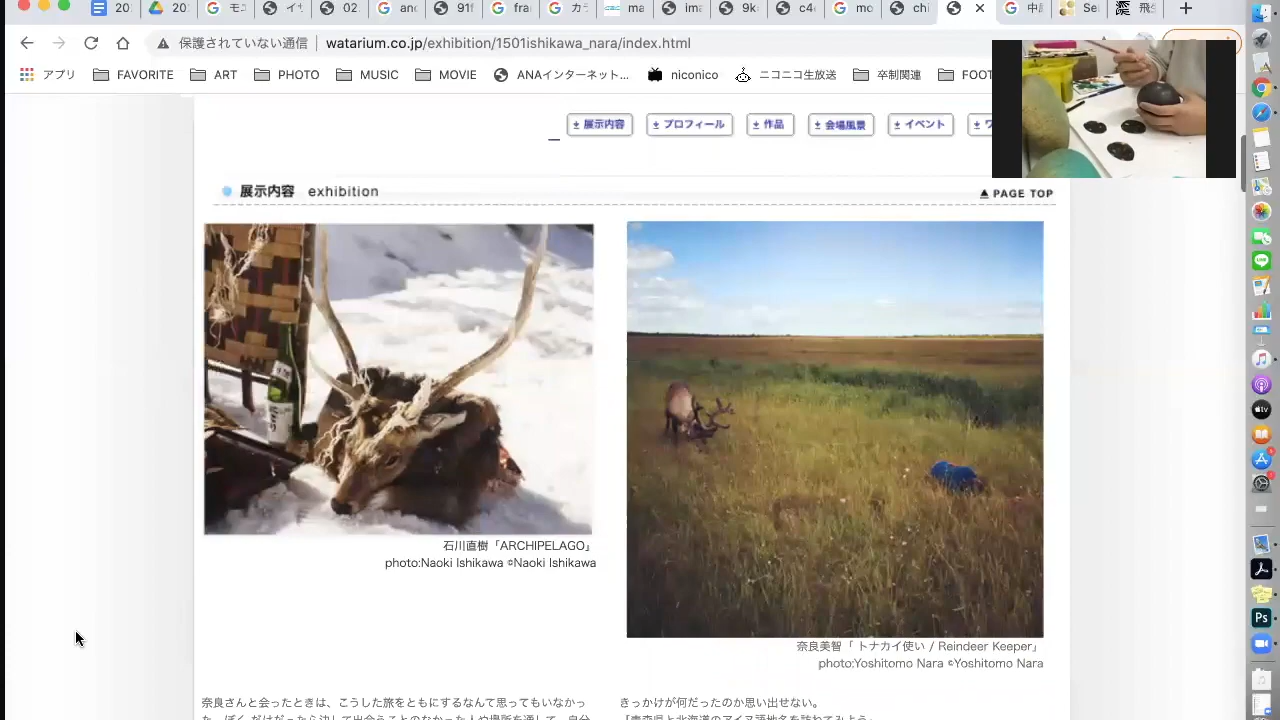 保護されていない通信 | watarium.co.jp/exhibition/1501ishikawa_nara/index.html
アプリ FAVORITE ART PHOTO MUSIC MOVIE ANAインターネット... niconico ニコニコ生放送 卒制関連
展示内容 プロフィール 作品 会場風景 イベント
展示内容 exhibition
PAGE TOP
石川直樹「ARCHIPELAGO」
photo:Naoki Ishikawa ©Naoki Ishikawa
奈良美智「 トナカイ使い / Reindeer Keeper」
photo:Yoshitomo Nara ©Yoshitomo Nara
奈良さんと会ったときは、こうした旅をともにするなんて思ってもいなかっ
きっかけが何だったのか思い出せない。